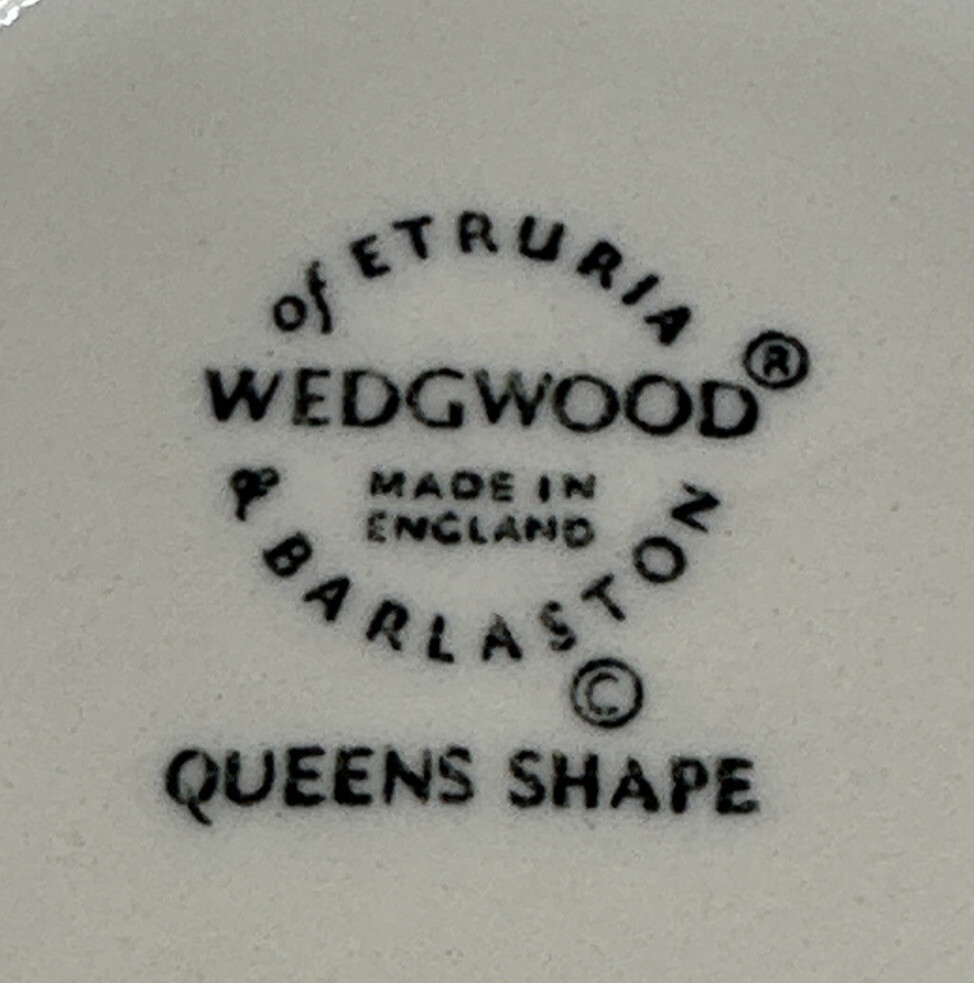 of ETRURIA
WEDGWOOD®
MADE IN
ENGLAND
& BARLASTON
©
QUEENS SHAPE